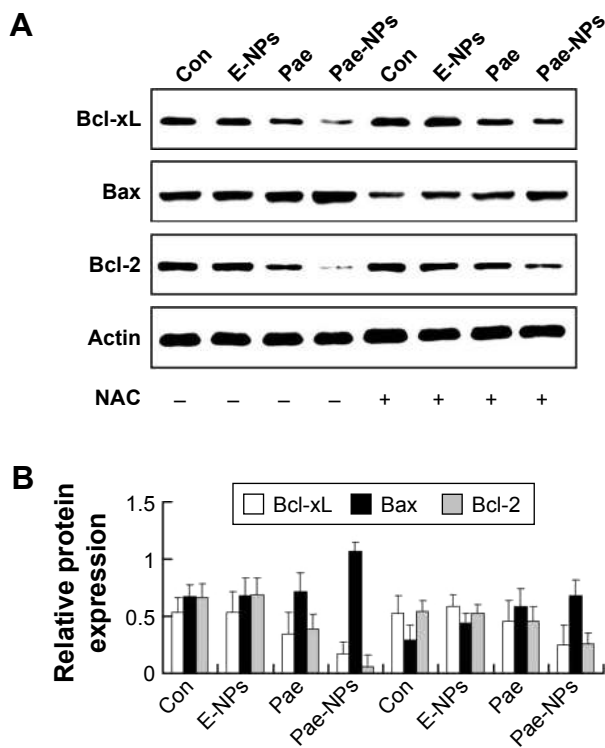 A
Con E-NPs Pae Pae-NPs Con E-NPs Pae Pae-NPs
Bcl-xL
Bax
Bcl-2
Actin
NAC – – – – + + + +
B
Bcl-xL Bax Bcl-2
Relative protein
expression
1.5
1
0.5
0
Con E-NPs Pae Pae-NPs Con E-NPs Pae Pae-NPs